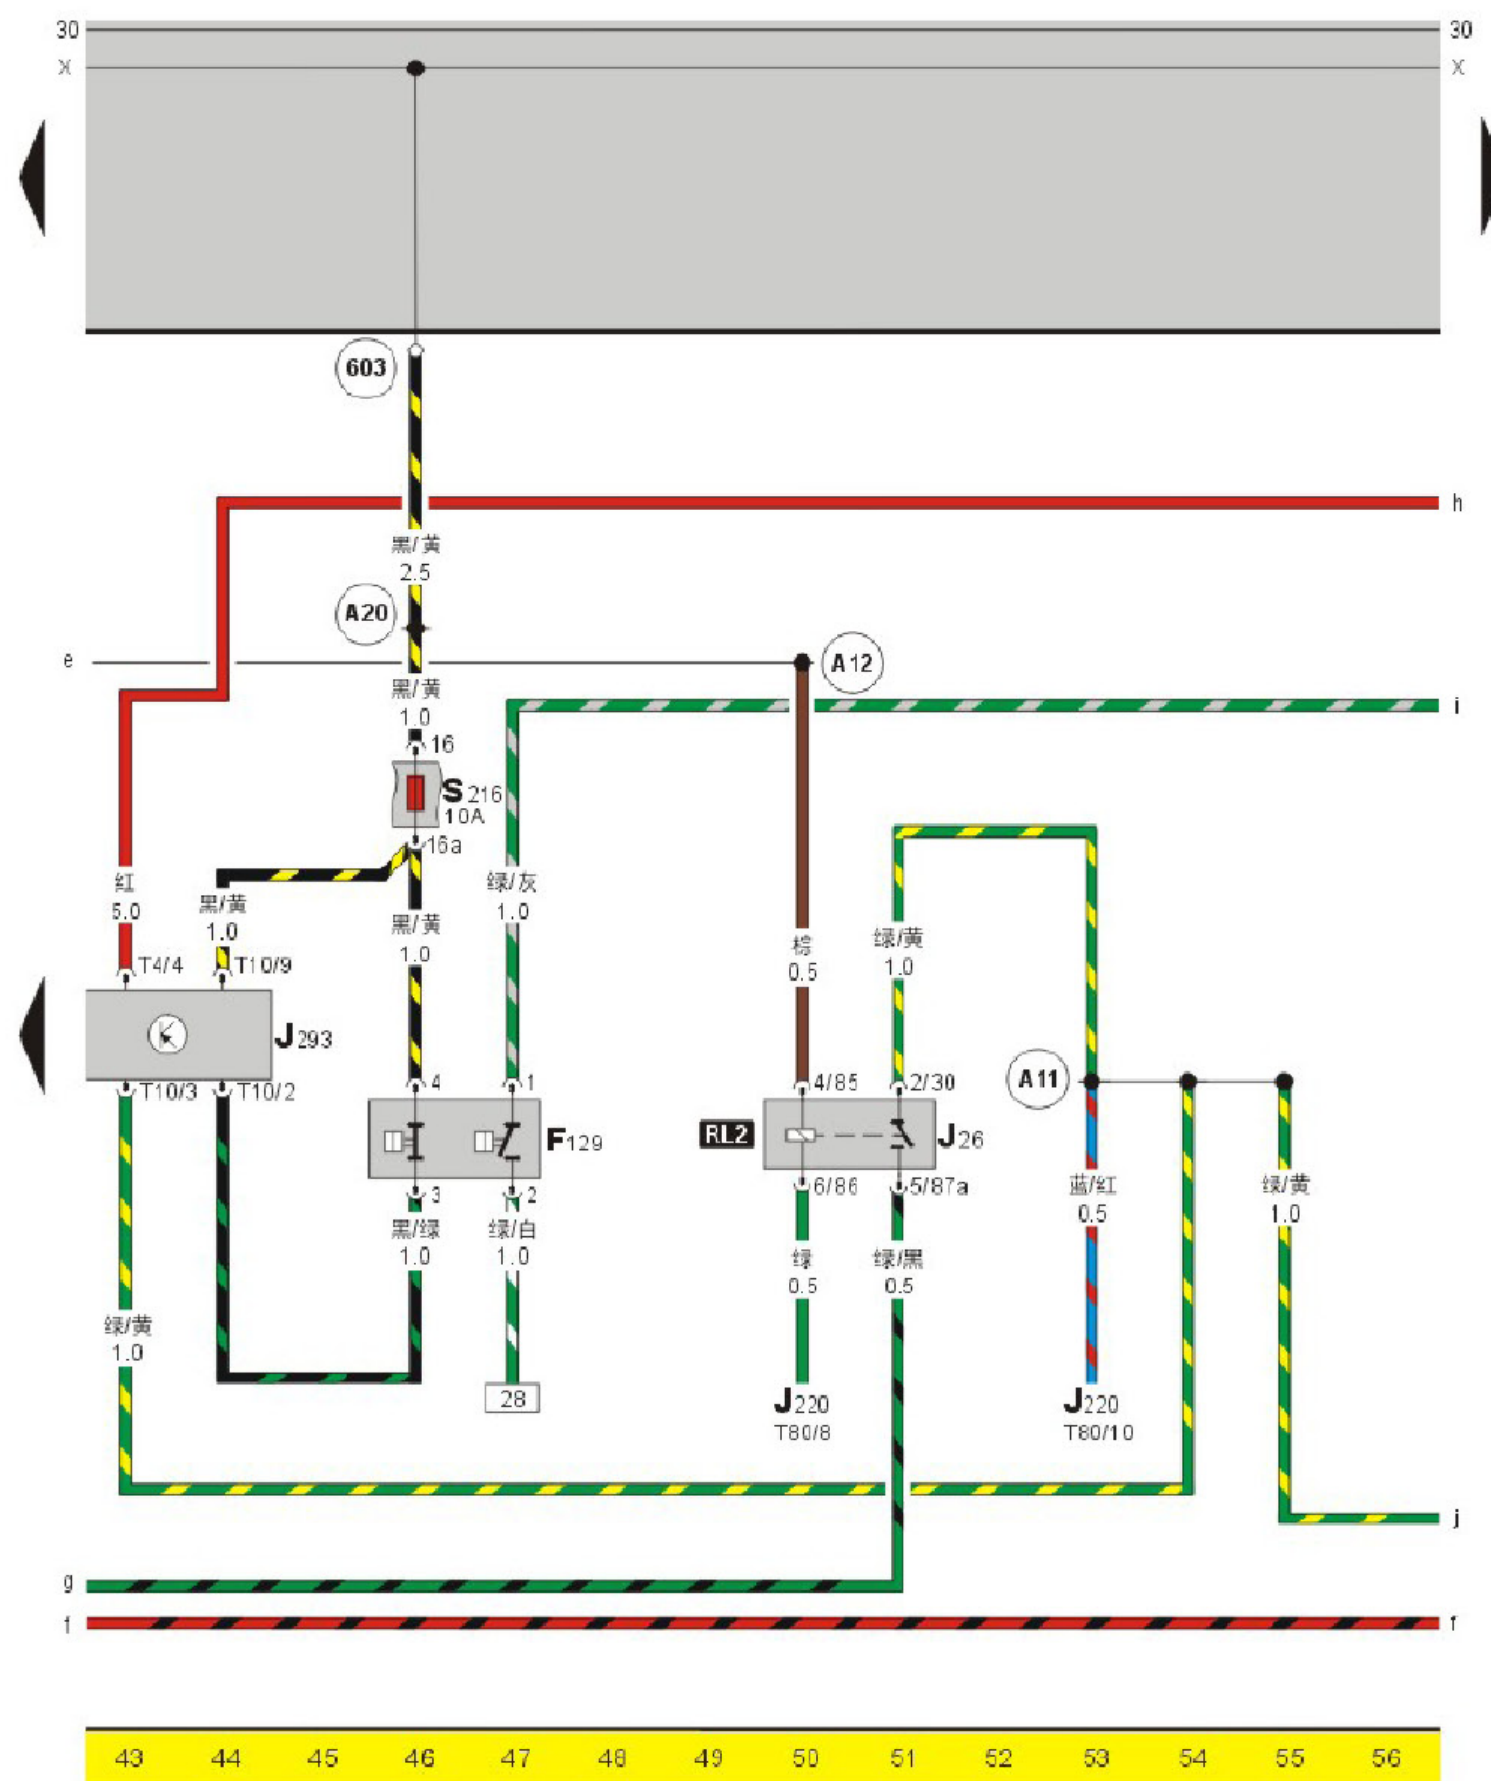 30 30
X X
603
h
黑/黄
2.5
A20
e A12
黑/黄
1.0
i
16
S216
10A
16a
红
5.0
黑/黄
1.0
黑/黄
1.0
绿/灰
1.0
棕
0.5
绿/黄
1.0
T4/4 T10/9
J293
T10/3 T10/2
4 1 4/85 2/30 A11
F129 RL2 J26
3 2 6/86 5/87a
黑/绿
1.0
绿/白
1.0
绿
0.5
绿/黑
0.5
蓝/红
0.5
绿/黄
1.0
绿/黄
1.0
28
J220
T80/8
J220
T80/10
j
g
f f
43 44 45 46 47 48 49 50 51 52 53 54 55 56